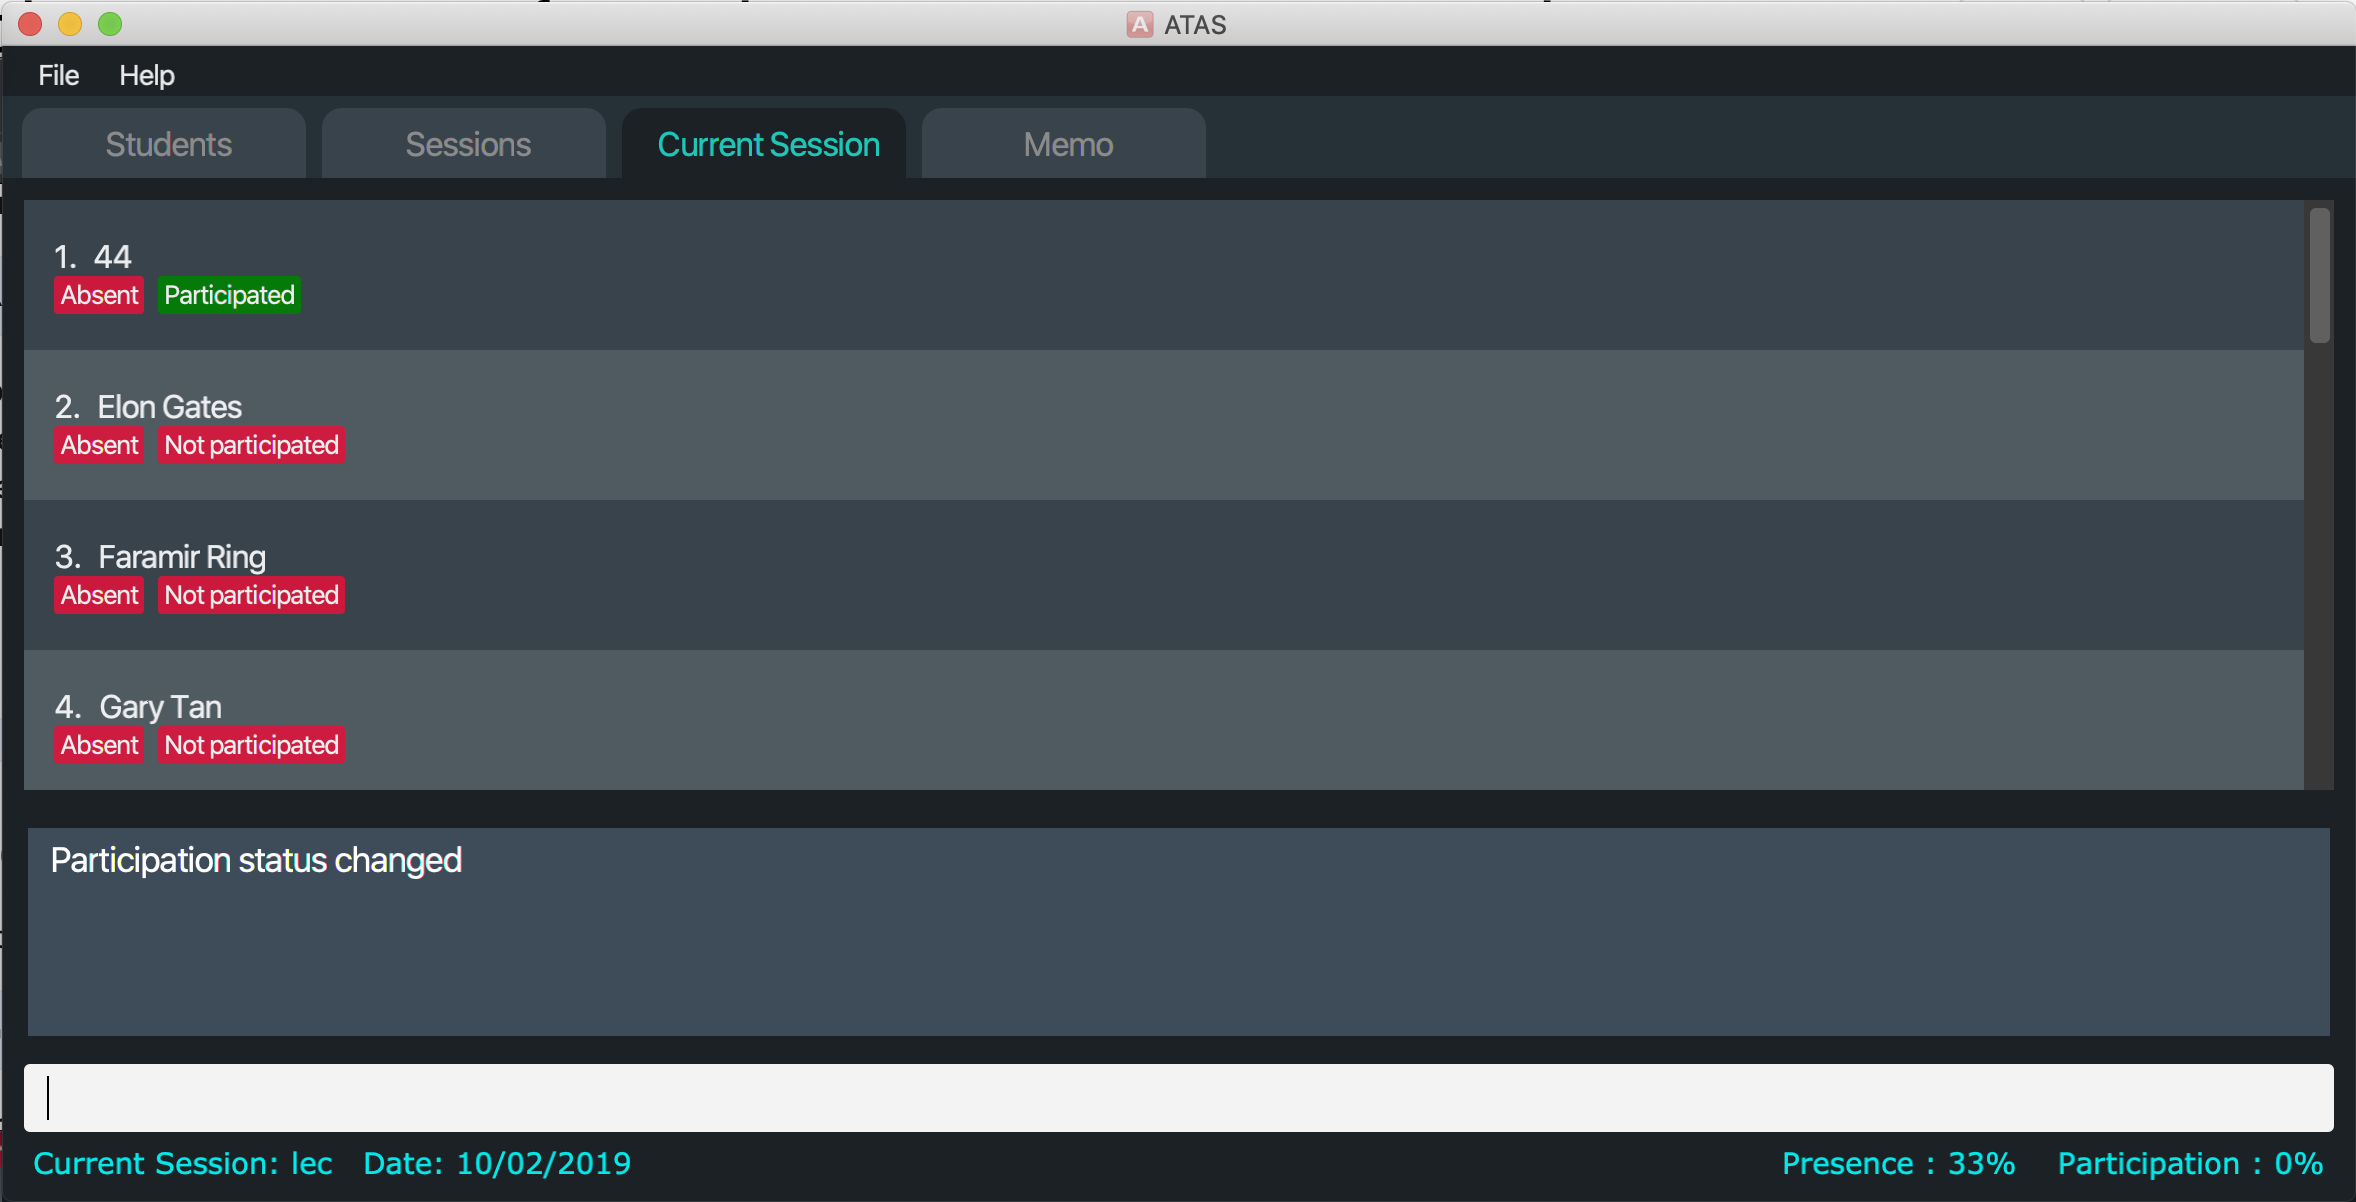 A ATAS
File Help
Students Sessions Current Session Memo
1. 44
Absent Participated
2. Elon Gates
Absent Not participated
3. Faramir Ring
Absent Not participated
4. Gary Tan
Absent Not participated
Participation status changed
Current Session: lec Date: 10/02/2019 Presence : 33% Participation : 0%